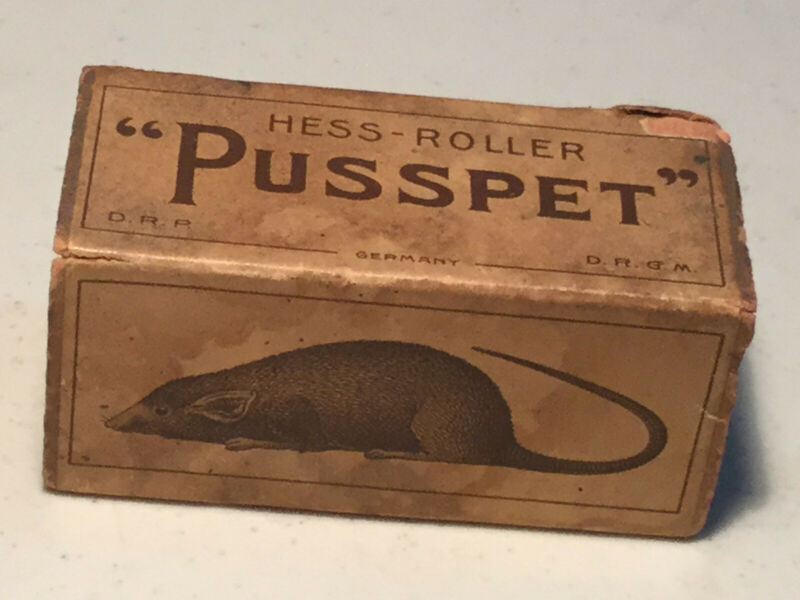 HESS-ROLLER
“PUSSPET”
D.R.P
GERMANY
D.R.G.M.